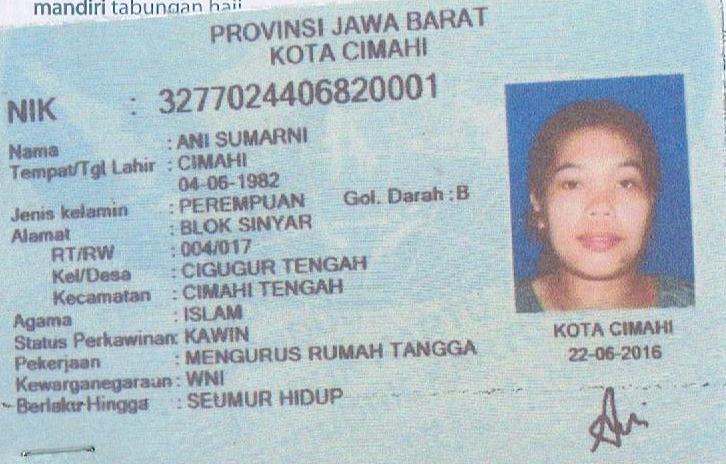 mandiri tabungan haji
PROVINSI JAWA BARAT
KOTA CIMAHI
NIK : 3277024406820001
Nama : ANI SUMARNI
Tempat/Tgl Lahir : CIMAHI
04-06-1982
Jenis kelamin : PEREMPUAN Gol. Darah : B
Alamat : BLOK SINYAR
RT/RW : 004/017
Kel/Desa : CIGUGUR TENGAH
Kecamatan : CIMAHI TENGAH
Agama : ISLAM
Status Perkawinan: KAWIN
Pekerjaan : MENGURUS RUMAH TANGGA
Kewarganegaraan: WNI
Berlaku Hingga : SEUMUR HIDUP
KOTA CIMAHI
22-06-2016
Ani